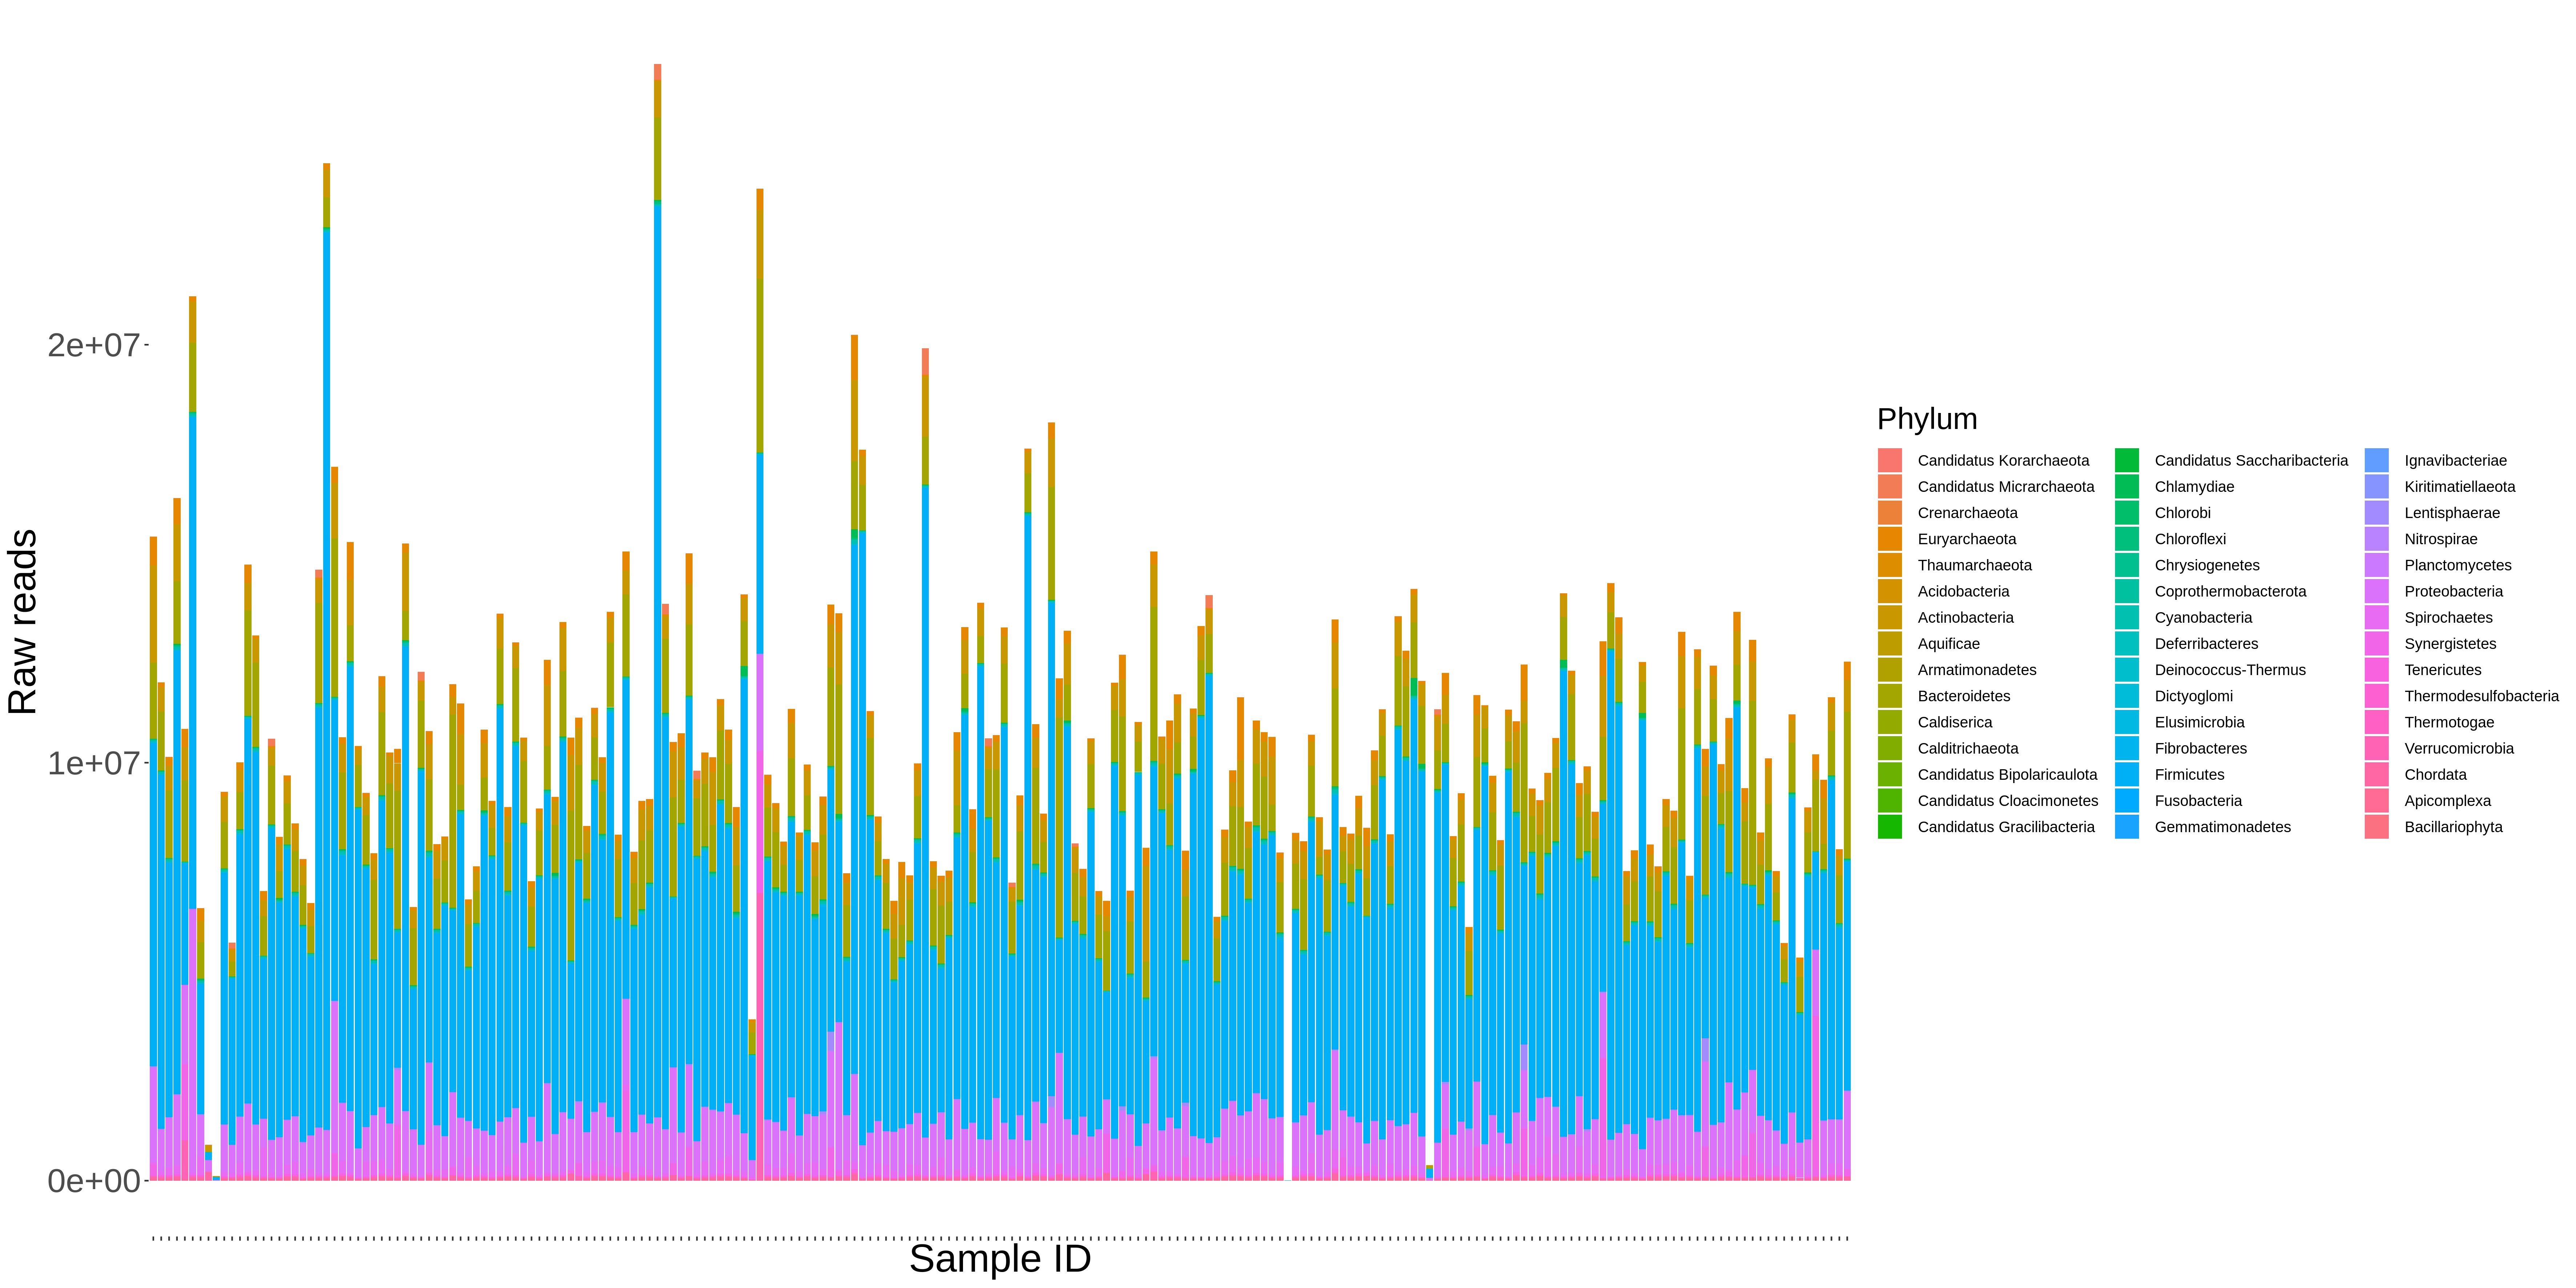 Raw reads
2e+07
1e+07
0e+00
Sample ID
Phylum
Candidatus Korarchaeota
Candidatus Micrarchaeota
Crenarchaeota
Euryarchaeota
Thaumarchaeota
Acidobacteria
Actinobacteria
Aquificae
Armatimonadetes
Bacteroidetes
Caldiserica
Calditrichaeota
Candidatus Bipolaricaulota
Candidatus Cloacimonetes
Candidatus Gracilibacteria
Candidatus Saccharibacteria
Chlamydiae
Chlorobi
Chloroflexi
Chrysiogenetes
Coprothermobacterota
Cyanobacteria
Deferribacteres
Deinococcus-Thermus
Dictyoglomi
Elusimicrobia
Fibrobacteres
Firmicutes
Fusobacteria
Gemmatimonadetes
Ignavibacteriae
Kiritimatiellaeota
Lentisphaerae
Nitrospirae
Planctomycetes
Proteobacteria
Spirochaetes
Synergistetes
Tenericutes
Thermodesulfobacteria
Thermotogae
Verrucomicrobia
Chordata
Apicomplexa
Bacillariophyta